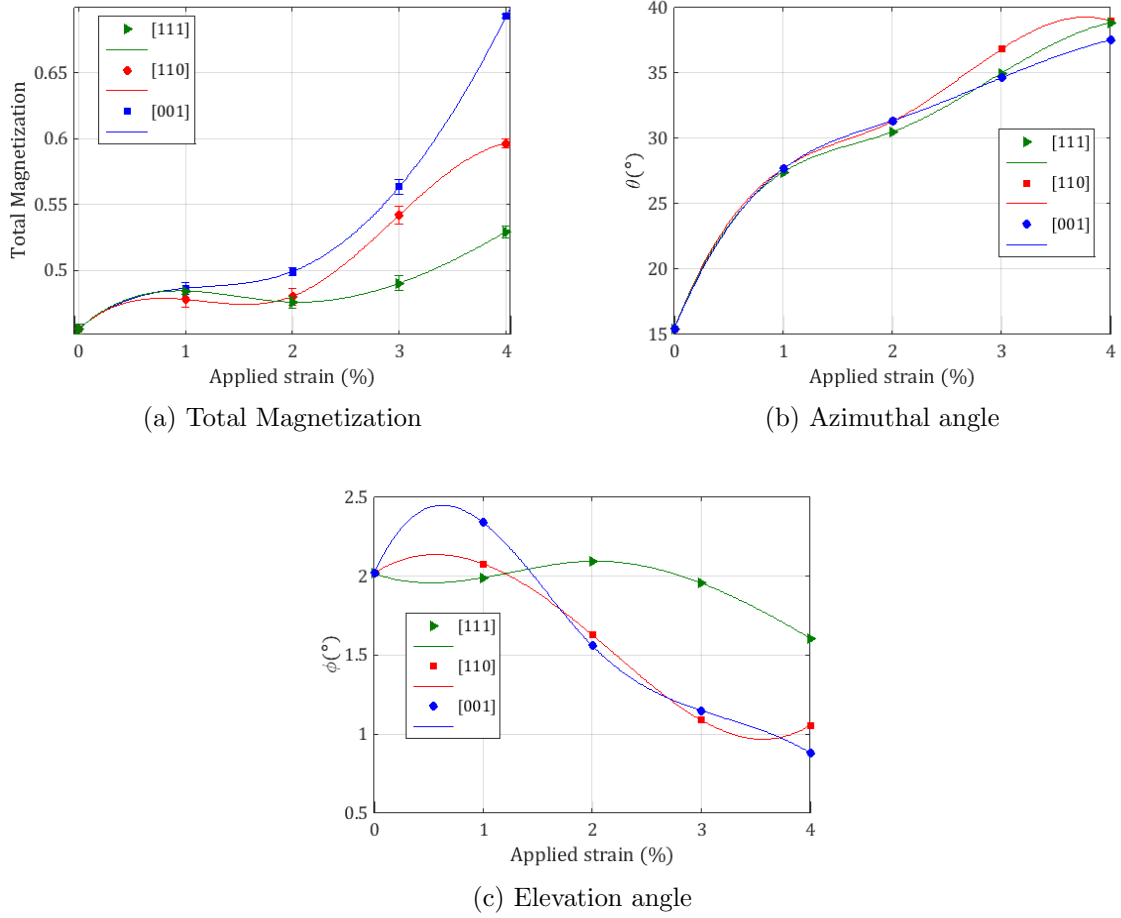 [111]
[110]
[001]
Total Magnetization
0.65
0.6
0.55
0.5
0 1 2 3 4
Applied strain (%)
(a) Total Magnetization
θ(°)
40
35
30
25
20
15
[111]
[110]
[001]
0 1 2 3 4
Applied strain (%)
(b) Azimuthal angle
ϕ(°)
2.5
2
1.5
1
0.5
[111]
[110]
[001]
0 1 2 3 4
Applied strain (%)
(c) Elevation angle